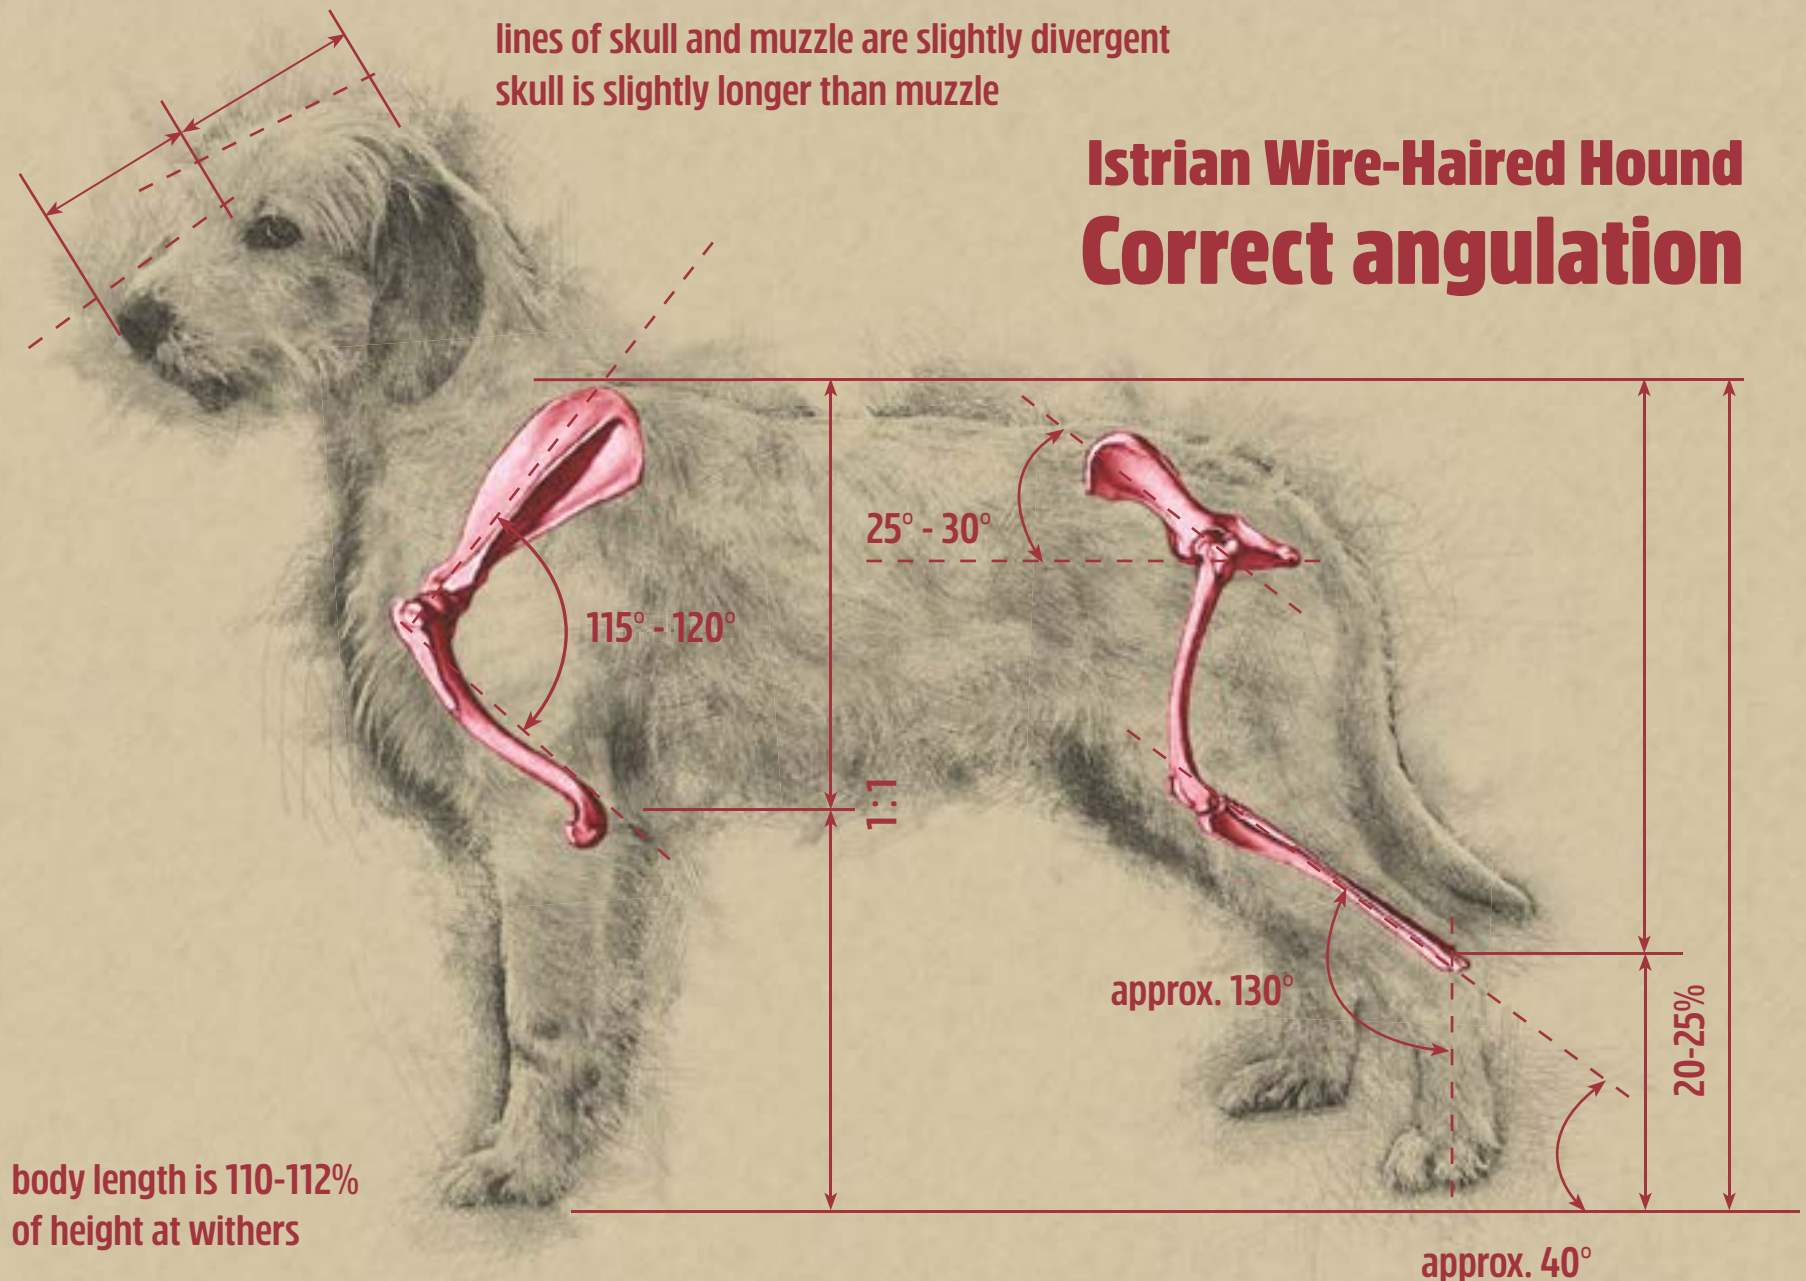 lines of skull and muzzle are slightly divergent
skull is slightly longer than muzzle
Istrian Wire-Haired Hound
Correct angulation
25° - 30°
115° - 120°
1:1
approx. 130°
20-25%
body length is 110-112%
of height at withers
approx. 40°